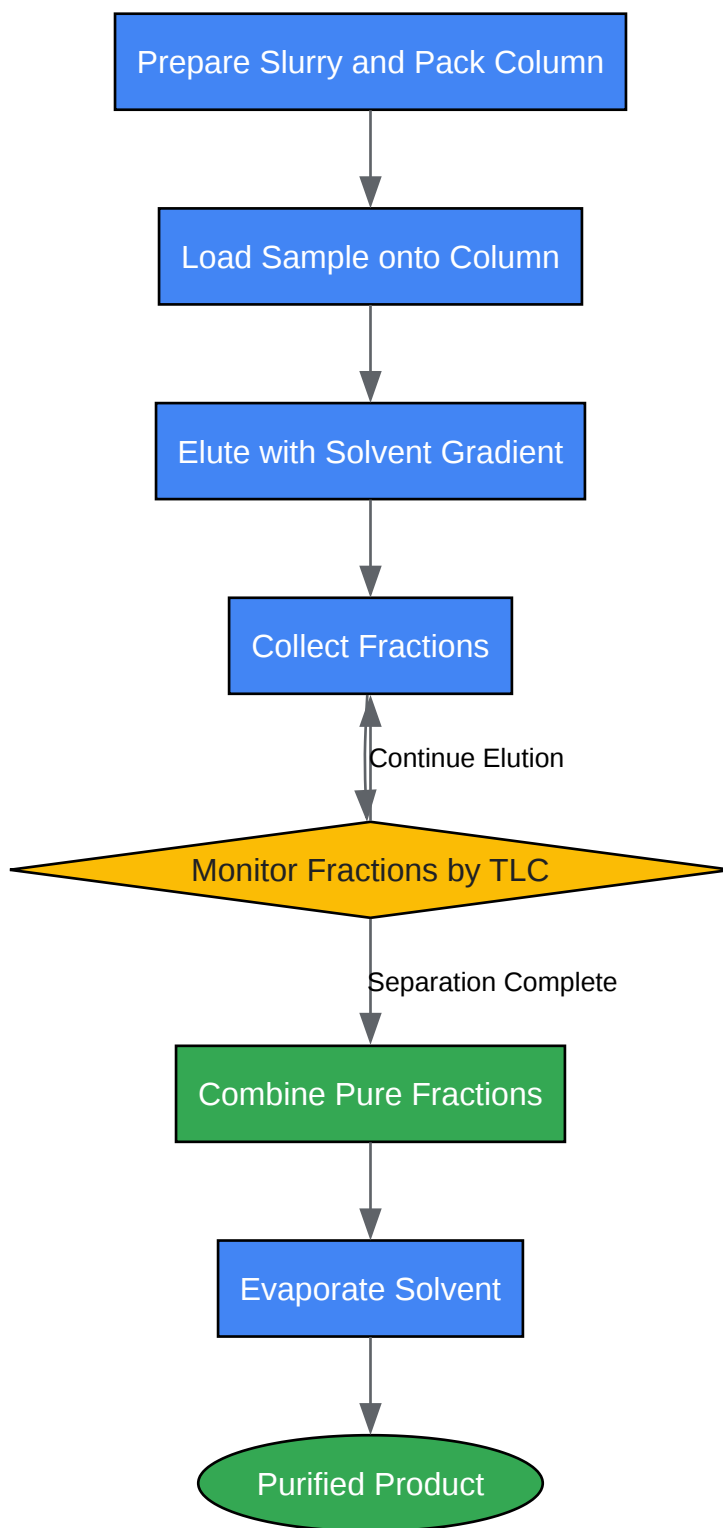 Prepare Slurry and Pack Column
Load Sample onto Column
Elute with Solvent Gradient
Collect Fractions
Continue Elution
Monitor Fractions by TLC
Separation Complete
Combine Pure Fractions
Evaporate Solvent
Purified Product